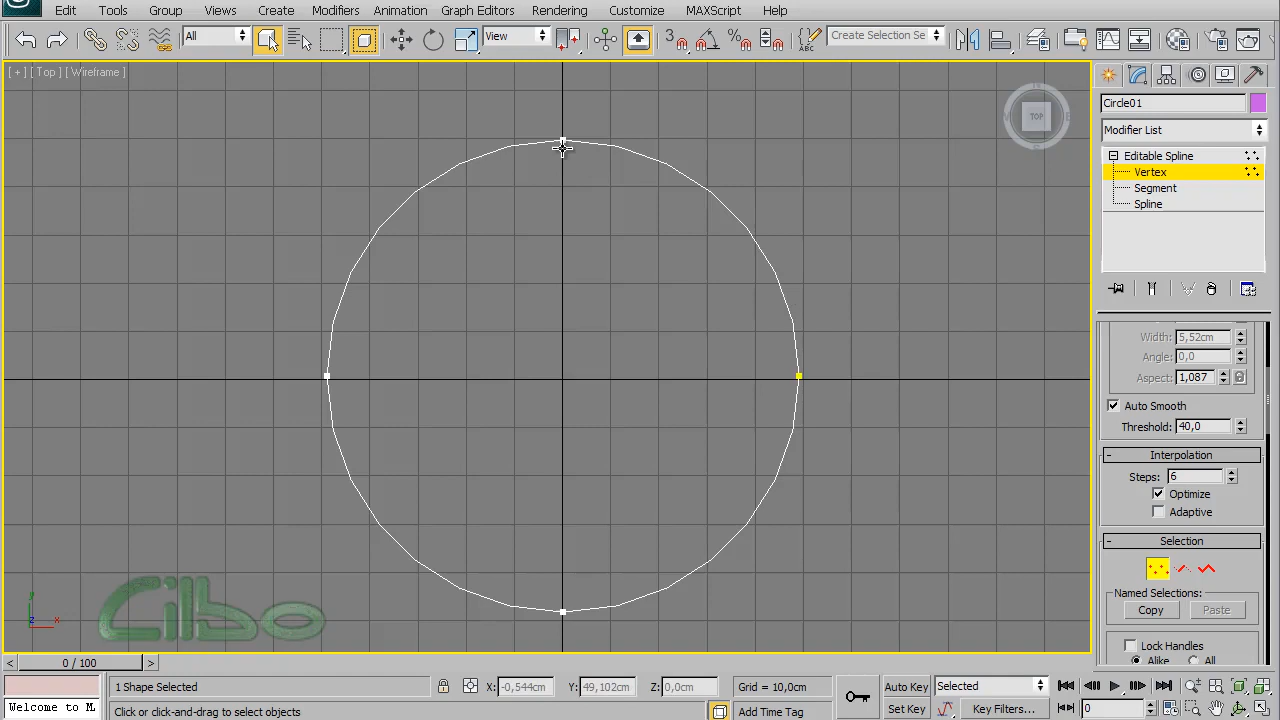 Edit Tools Group Views Create Modifiers Animation Graph Editors Rendering Customize MAXScript Help
All View 3 Create Selection Se
[ + ] [ Top ] [ Wireframe ]
TOP
Circle01
Modifier List
Editable Spline
Vertex
Segment
Spline
Width: 5,52cm
Angle: 0,0
Aspect: 1,087
Auto Smooth
Threshold: 40,0
- Interpolation
Steps: 6
Optimize
Adaptive
- Selection
Named Selections:
Copy Paste
Lock Handles
Alike All
y
z x
Cilbo
< 0 / 100 >
1 Shape Selected X: -0,544cm Y: 49,102cm Z: 0,0cm Grid = 10,0cm Auto Key Selected
Welcome to M. Click or click-and-drag to select objects Add Time Tag Set Key Key Filters... 0